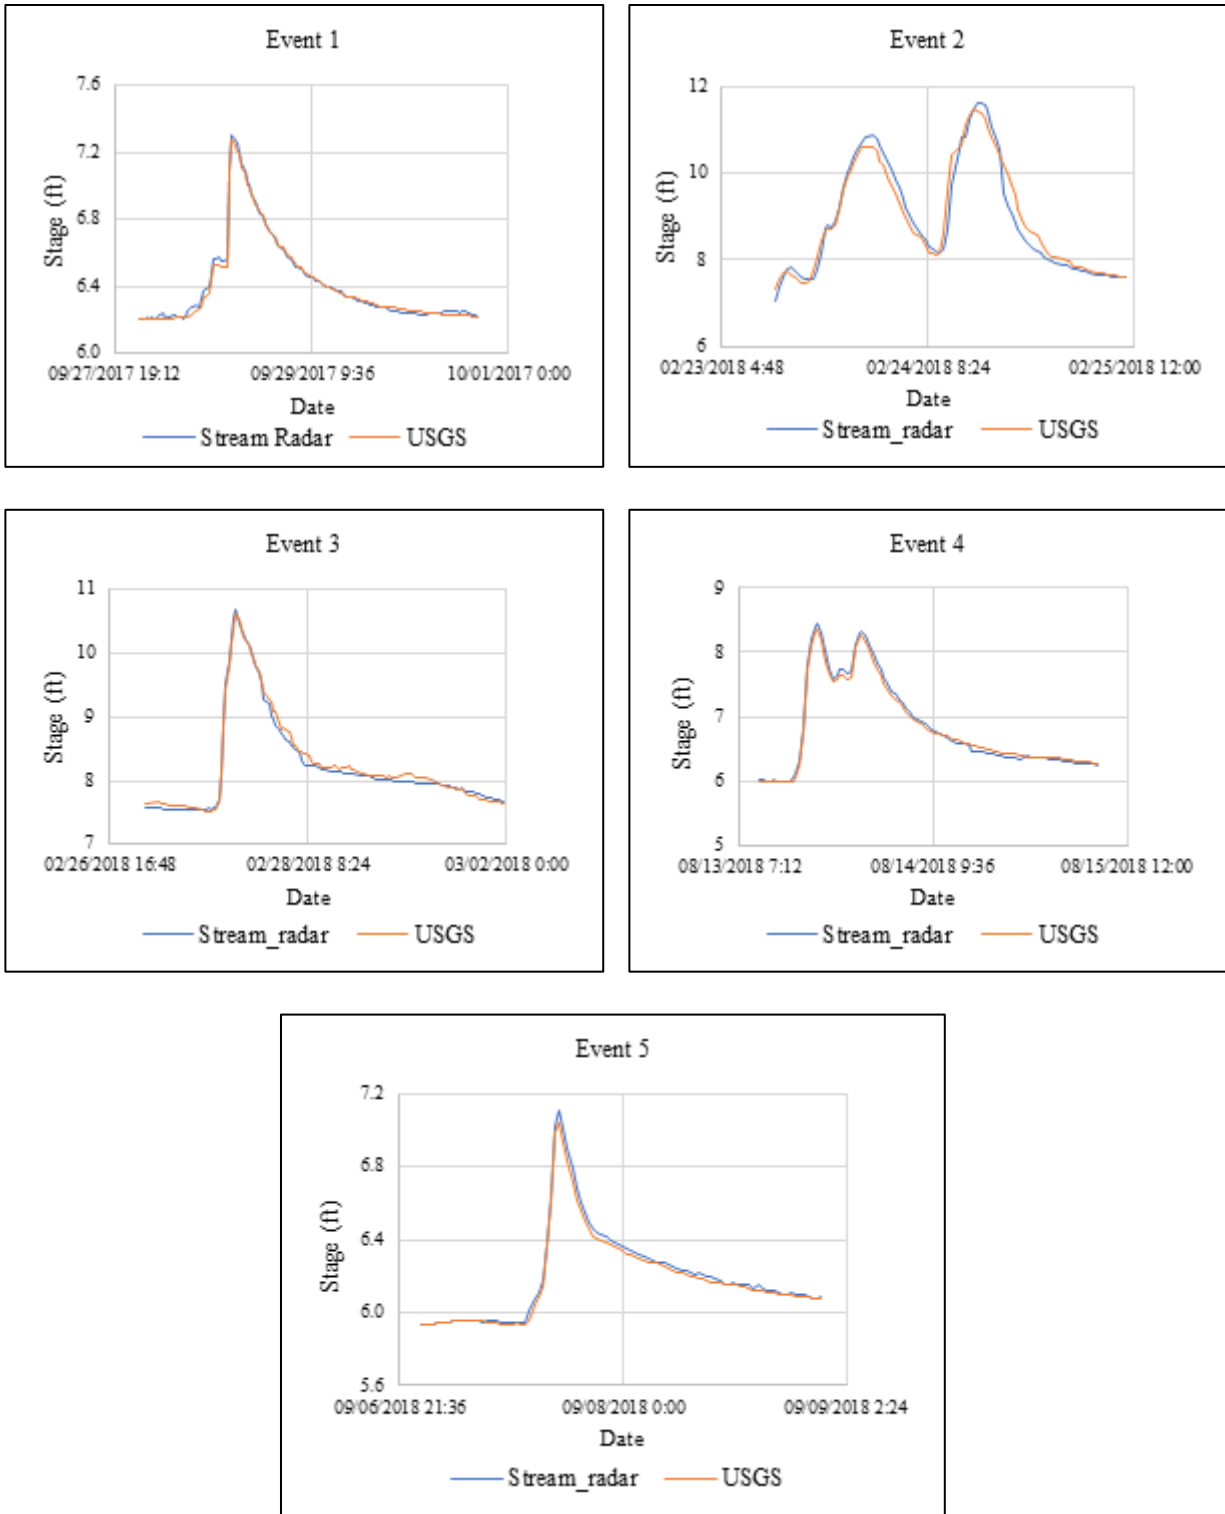 Event 1
Stage (ft)
7.6
7.2
6.8
6.4
6.0
09/27/2017 19:12 09/29/2017 9:36 10/01/2017 0:00
Date
Stream Radar USGS
Event 2
Stage (ft)
12
10
8
6
02/23/2018 4:48 02/24/2018 8:24 02/25/2018 12:00
Date
Stream_radar USGS
Event 3
Stage (ft)
11
10
9
8
7
02/26/2018 16:48 02/28/2018 8:24 03/02/2018 0:00
Date
Stream_radar USGS
Event 4
Stage (ft)
9
8
7
6
5
08/13/2018 7:12 08/14/2018 9:36 08/15/2018 12:00
Date
Stream_radar USGS
Event 5
Stage (ft)
7.2
6.8
6.4
6.0
5.6
09/06/2018 21:36 09/08/2018 0:00 09/09/2018 2:24
Date
Stream_radar USGS